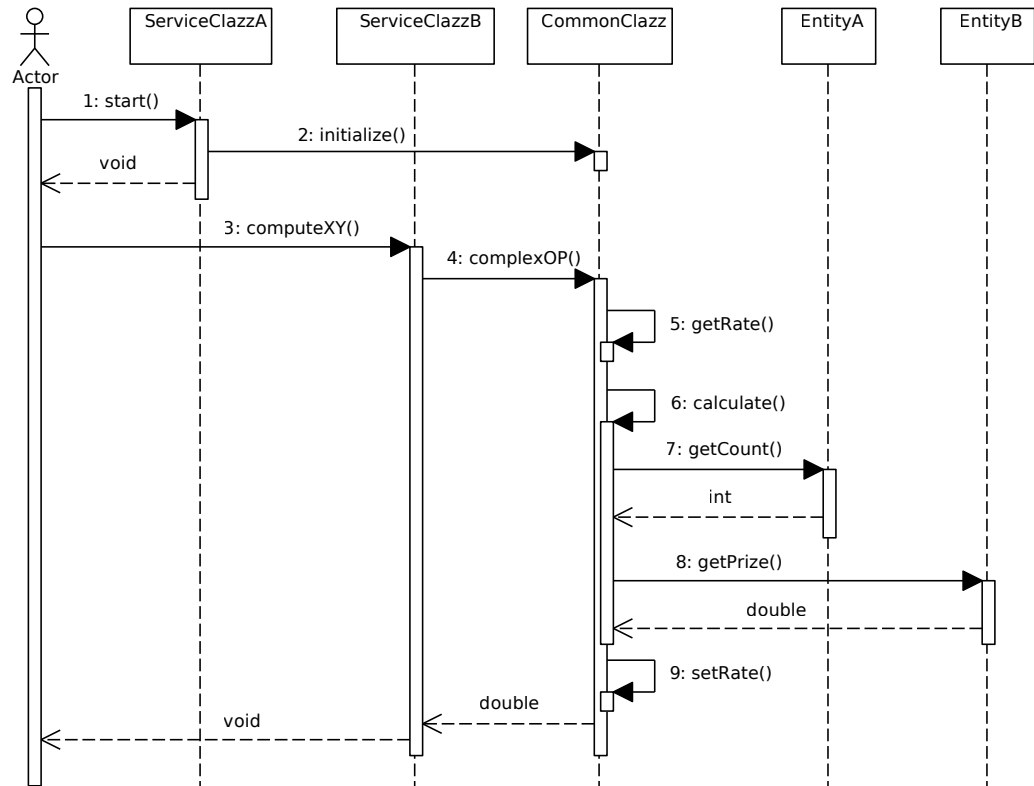 ServiceClazzA
ServiceClazzB
CommonClazz
EntityA
EntityB
Actor
1: start()
2: initialize()
void
3: computeXY()
4: complexOP()
5: getRate()
6: calculate()
7: getCount()
int
8: getPrize()
double
9: setRate()
double
void